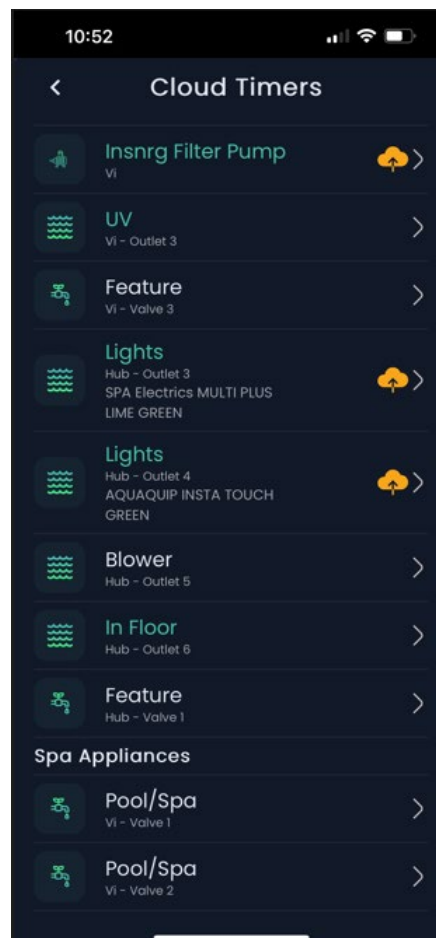 10:52
Cloud Timers
Insnrg Filter Pump
Vi
UV
Vi - Outlet 3
Feature
Vi - Valve 3
Lights
Hub - Outlet 3
SPA Electrics MULTI PLUS
LIME GREEN
Lights
Hub - Outlet 4
AQUAQUIP INSTA TOUCH
GREEN
Blower
Hub - Outlet 5
In Floor
Hub - Outlet 6
Feature
Hub - Valve 1
Spa Appliances
Pool/Spa
Vi - Valve 1
Pool/Spa
Vi - Valve 2